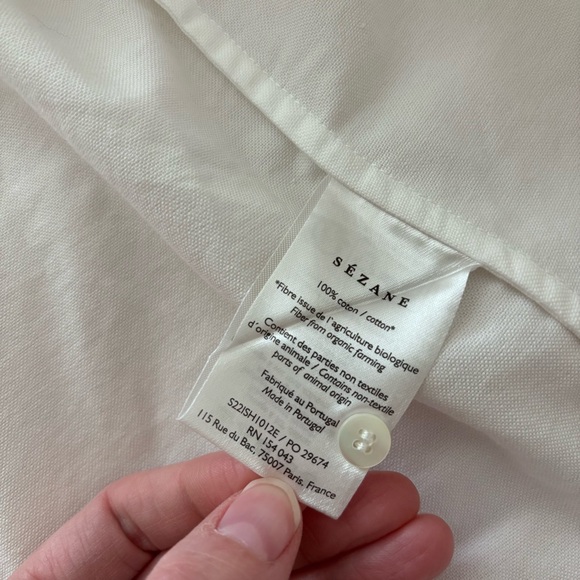 SÉZANE
100% coton / cotton*
*Fibre issue de l'agriculture biologique
Fiber from organic farming
Contient des parties non textiles
d'origine animale / Contains non-textile
parts of animal origin
Fabriqué au Portugal
Made in Portugal
S22ISH1012E / PO 29674
RN 154 043
115 Rue du Bac, 75007 Paris, France